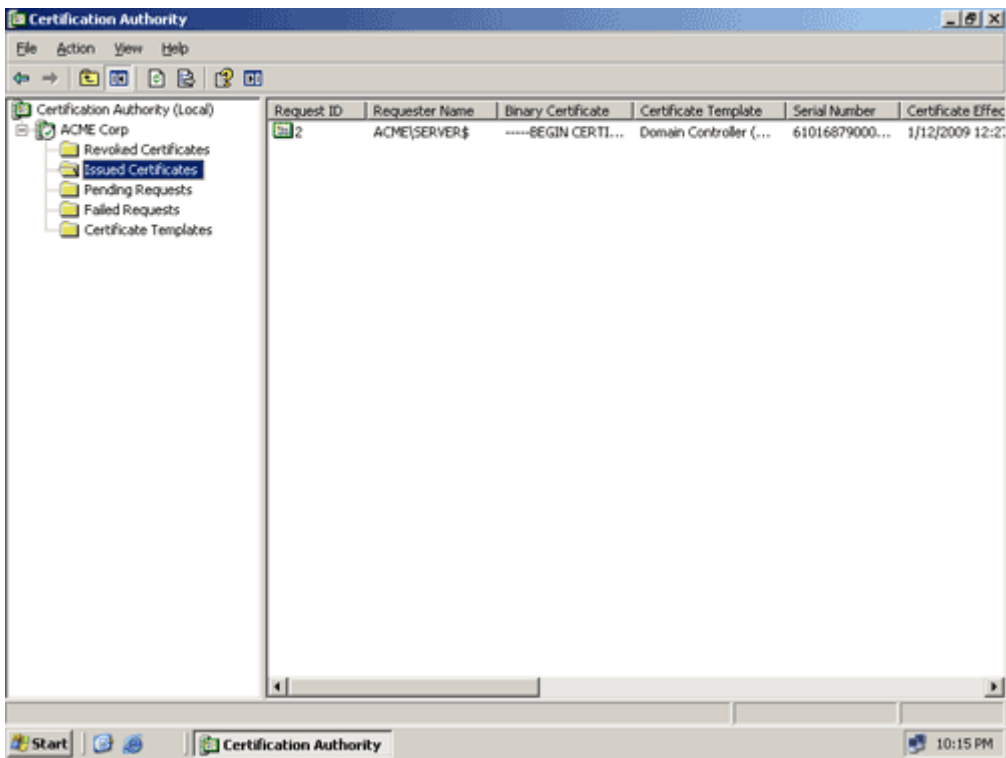 Certification Authority
File Action View Help
Certification Authority (Local)
ACME Corp
Revoked Certificates
Issued Certificates
Pending Requests
Failed Requests
Certificate Templates
Request ID Requester Name Binary Certificate Certificate Template Serial Number Certificate Effec
2 ACME\SERVER$ -----BEGIN CERTI... Domain Controller (... 61016879000... 1/12/2009 12:2
Start Certification Authority 10:15 PM